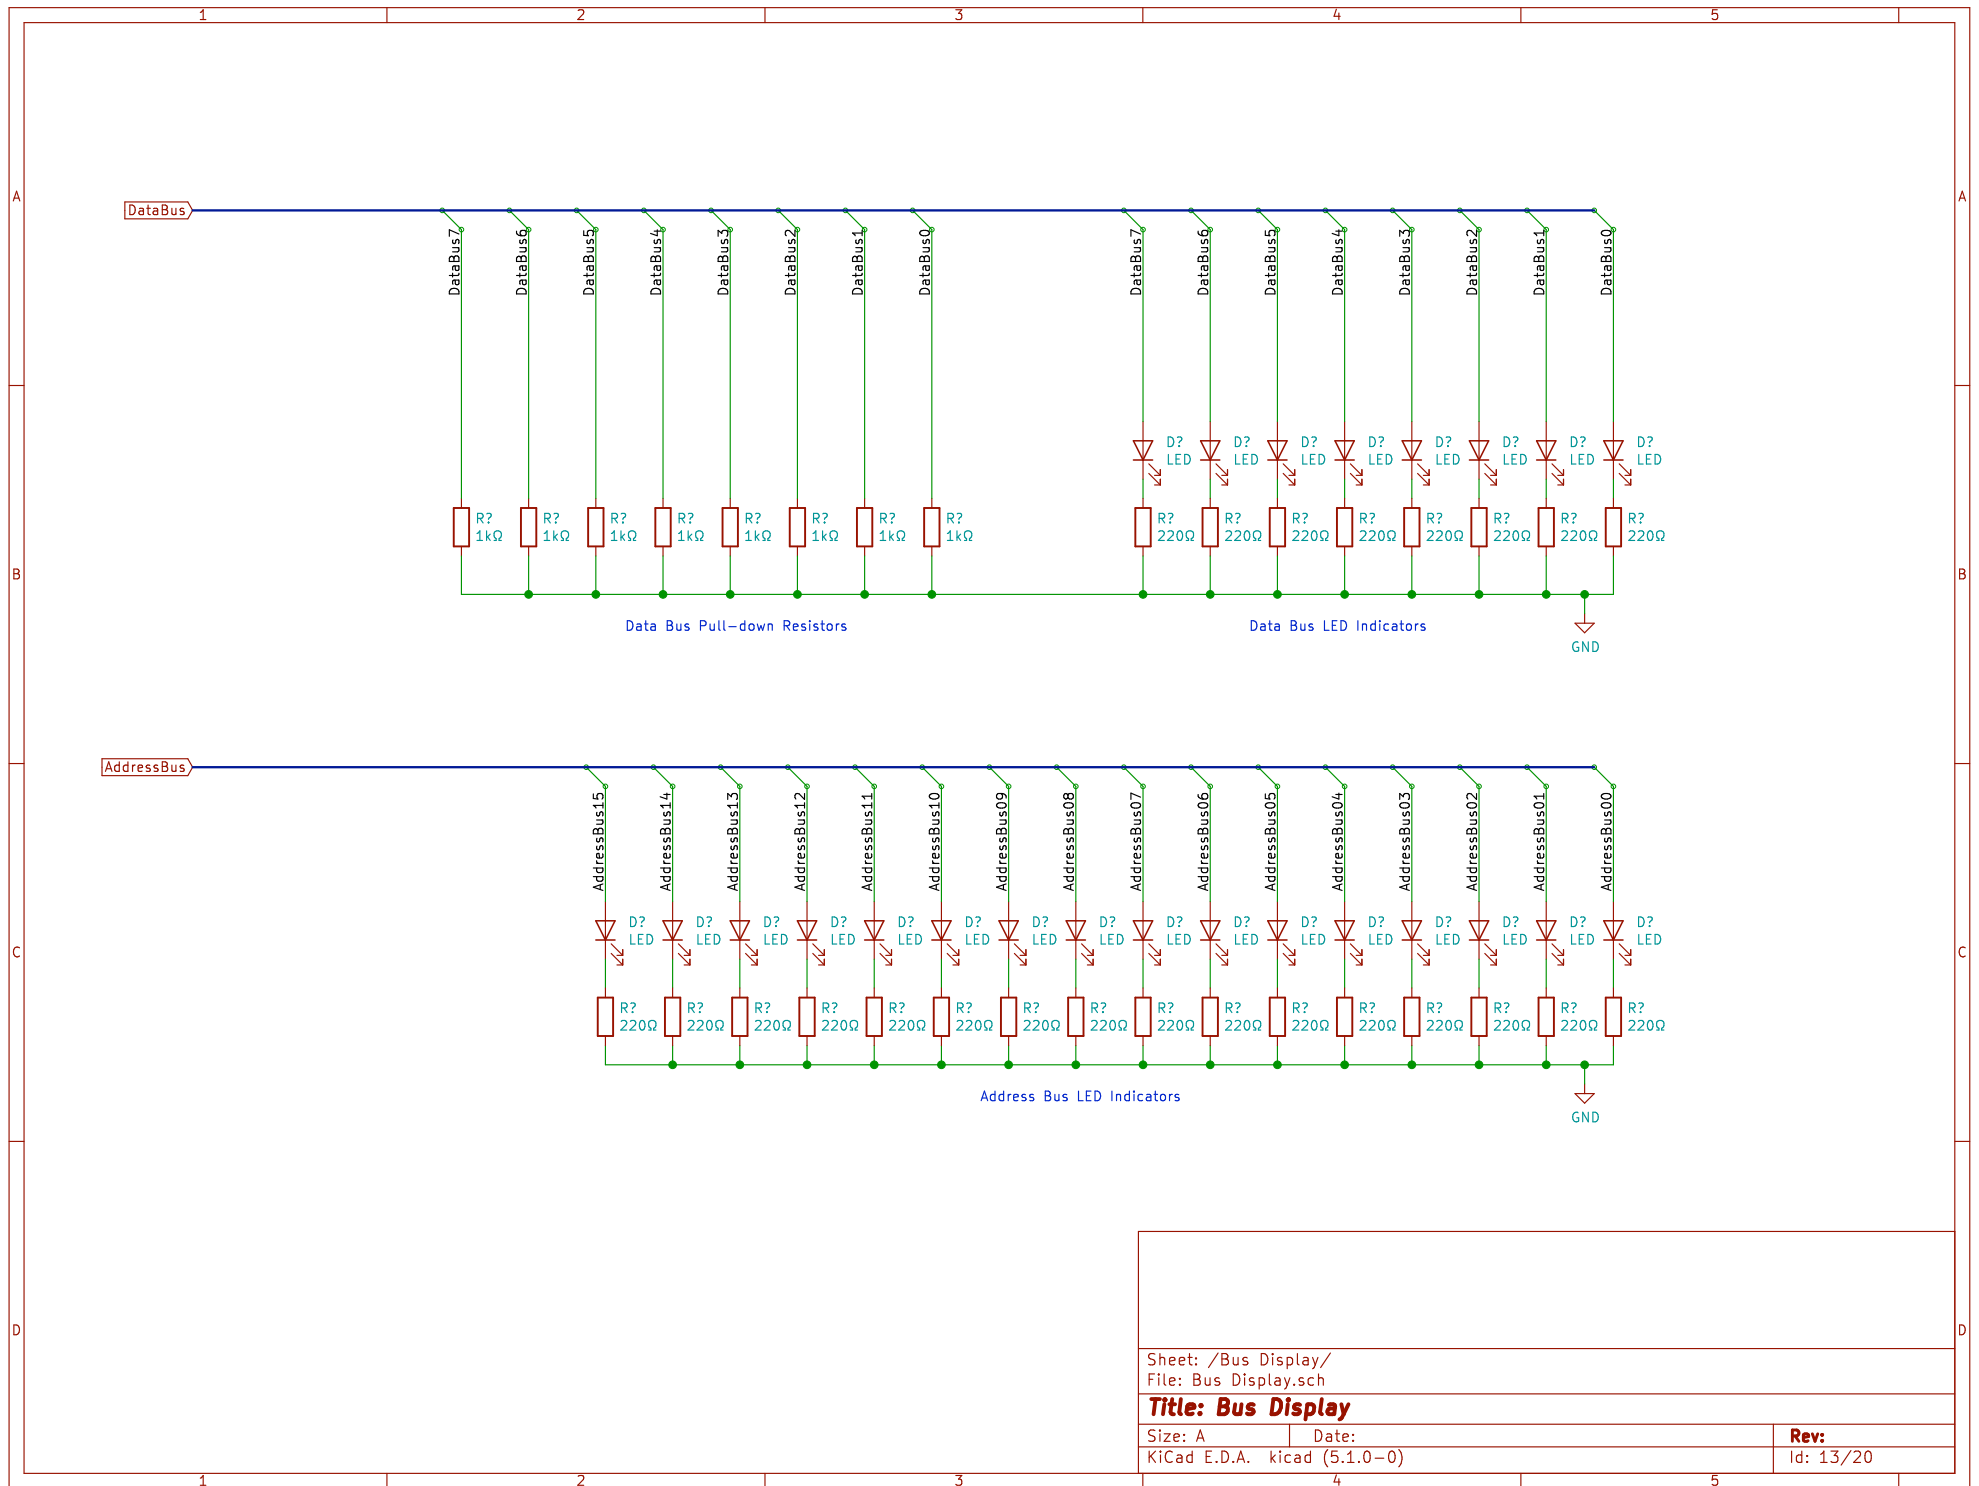 1 2 3 4 5
A A
DataBus
DataBus7 DataBus6 DataBus5 DataBus4 DataBus3 DataBus2 DataBus1 DataBus0 DataBus7 DataBus6 DataBus5 DataBus4 DataBus3 DataBus2 DataBus1 DataBus0
D? D? D? D? D? D? D? D?
LED LED LED LED LED LED LED LED
R? R? R? R? R? R? R? R? R? R? R? R? R? R? R? R?
1kΩ 1kΩ 1kΩ 1kΩ 1kΩ 1kΩ 1kΩ 1kΩ 220Ω 220Ω 220Ω 220Ω 220Ω 220Ω 220Ω 220Ω
B B
Data Bus Pull-down Resistors Data Bus LED Indicators
GND
AddressBus
AddressBus15 AddressBus14 AddressBus13 AddressBus12 AddressBus11 AddressBus10 AddressBus09 AddressBus08 AddressBus07 AddressBus06 AddressBus05 AddressBus04 AddressBus03 AddressBus02 AddressBus01 AddressBus00
D? D? D? D? D? D? D? D? D? D? D? D? D? D? D? D?
LED LED LED LED LED LED LED LED LED LED LED LED LED LED LED LED
C C
R? R? R? R? R? R? R? R? R? R? R? R? R? R? R? R?
220Ω 220Ω 220Ω 220Ω 220Ω 220Ω 220Ω 220Ω 220Ω 220Ω 220Ω 220Ω 220Ω 220Ω 220Ω 220Ω
Address Bus LED Indicators
GND
D D
Sheet: /Bus Display/
File: Bus Display.sch
Title: Bus Display
Size: A Date: Rev:
KiCad E.D.A. kicad (5.1.0-0) Id: 13/20
1 2 3 4 5